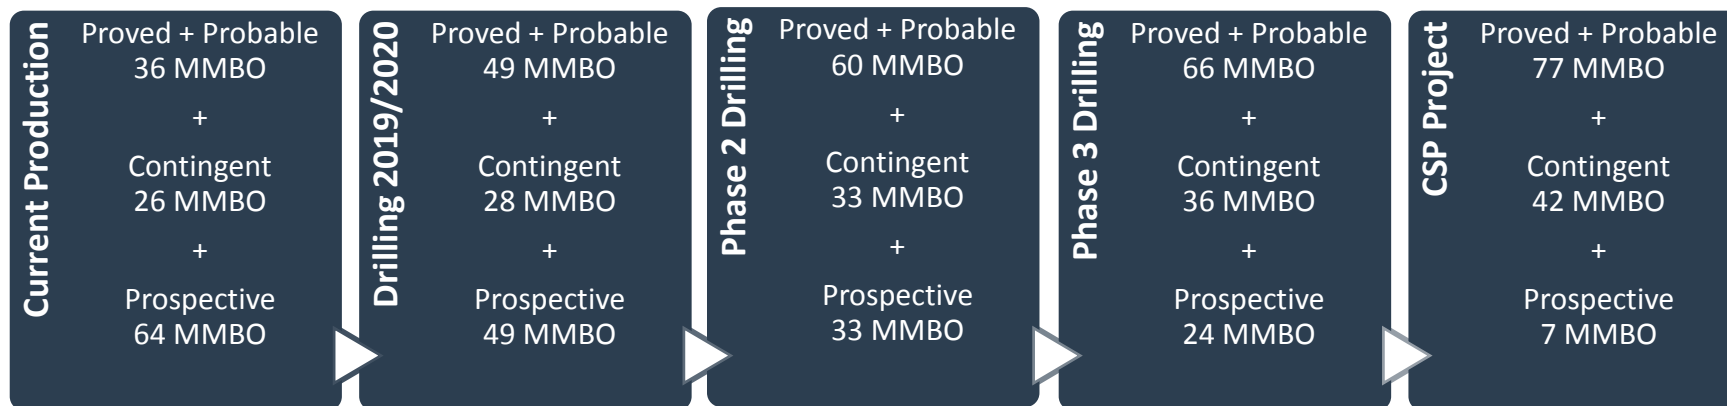 Current Production
Proved + Probable
36 MMBO
+
Contingent
26 MMBO
+
Prospective
64 MMBO
Drilling 2019/2020
Proved + Probable
49 MMBO
+
Contingent
28 MMBO
+
Prospective
49 MMBO
Phase 2 Drilling
Proved + Probable
60 MMBO
+
Contingent
33 MMBO
+
Prospective
33 MMBO
Phase 3 Drilling
Proved + Probable
66 MMBO
+
Contingent
36 MMBO
+
Prospective
24 MMBO
CSP Project
Proved + Probable
77 MMBO
+
Contingent
42 MMBO
+
Prospective
7 MMBO